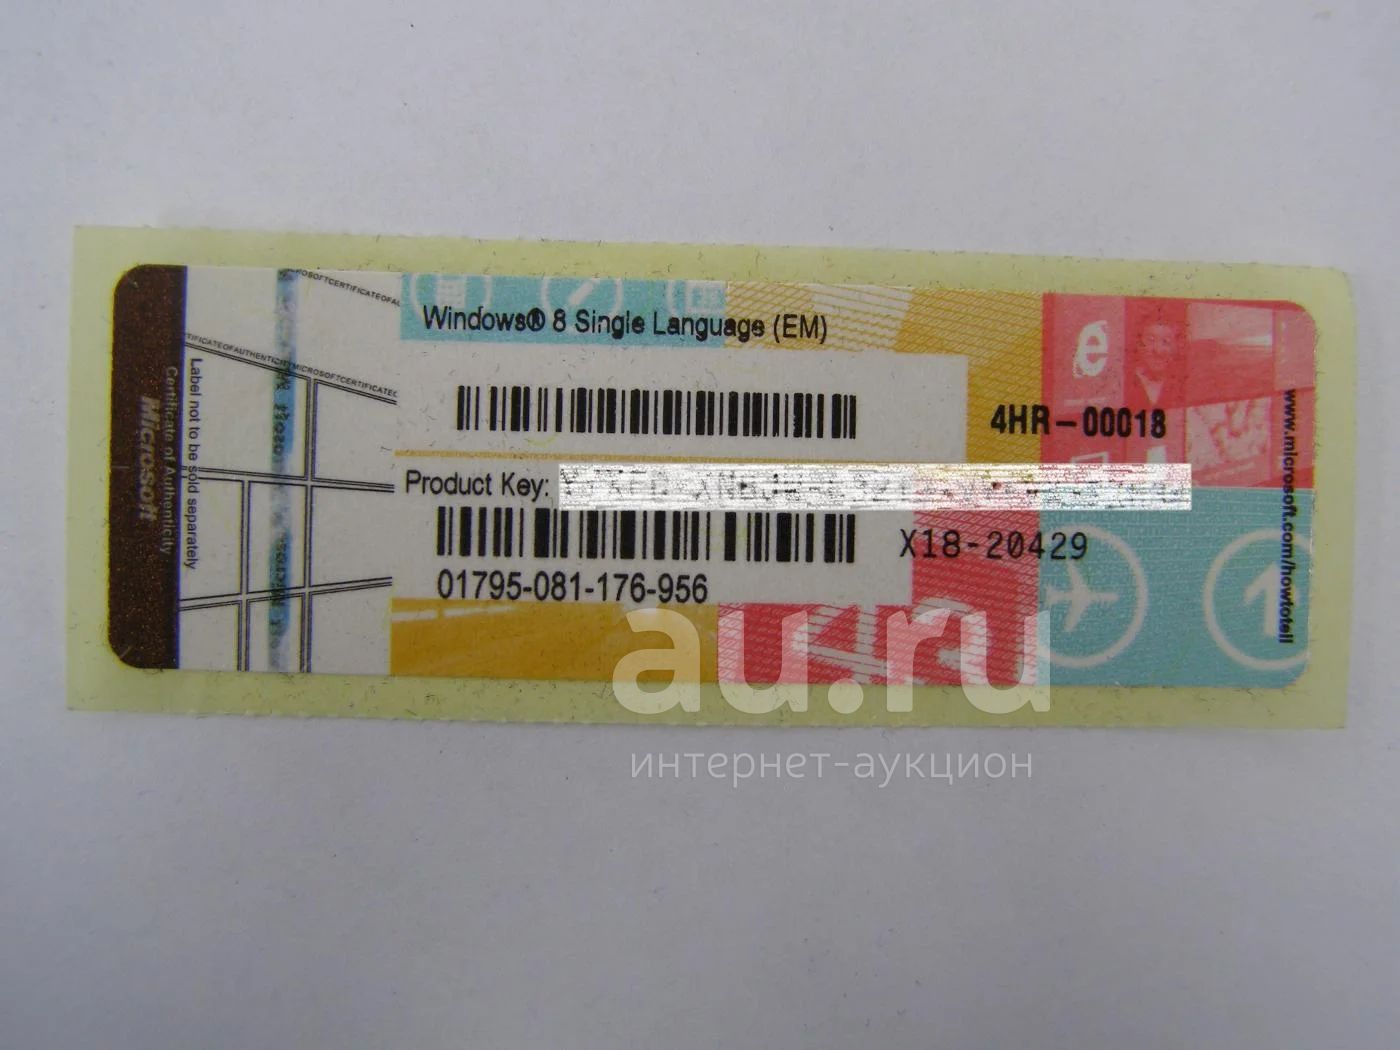 Windows® 8 Single Language (EM)
4HR-00018
Product Key:
X18-20429
01795-081-176-956
Microsoft
Certificate of Authenticity
Label not to be sold separately
www.microsoft.com/howtotell
au.ru
интернет-аукцион